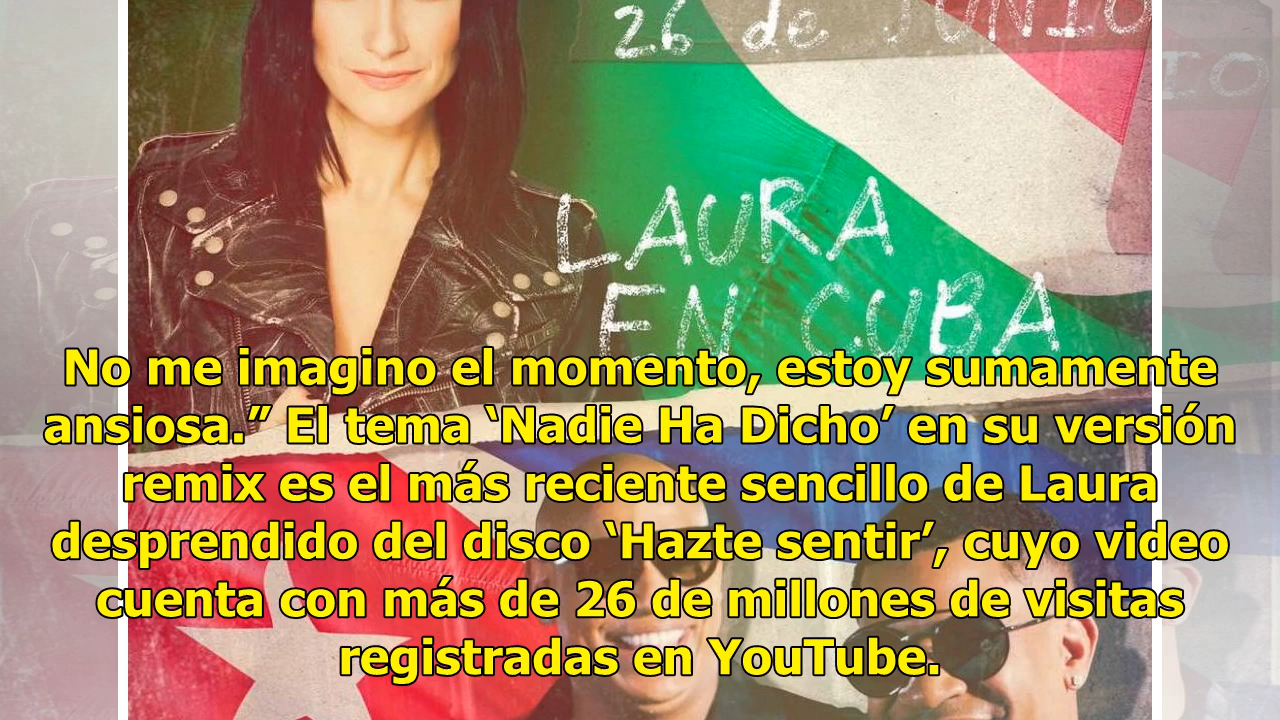 26 de JUNIO
LAURA
EN CUBA
No me imagino el momento, estoy sumamente
ansiosa.” El tema ‘Nadie Ha Dicho’ en su versión
remix es el más reciente sencillo de Laura
desprendido del disco ‘Hazte sentir’, cuyo video
cuenta con más de 26 de millones de visitas
registradas en YouTube.